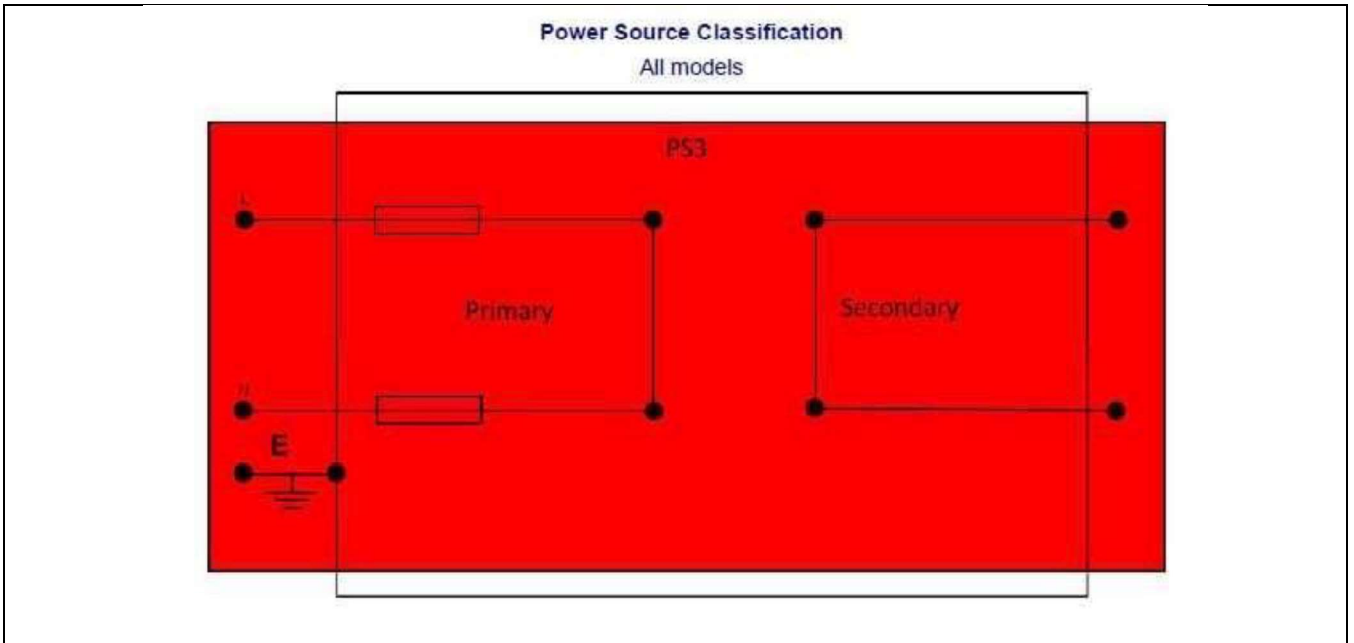 Power Source Classification
All models
PS3
L
Primary
Secondary
N
E